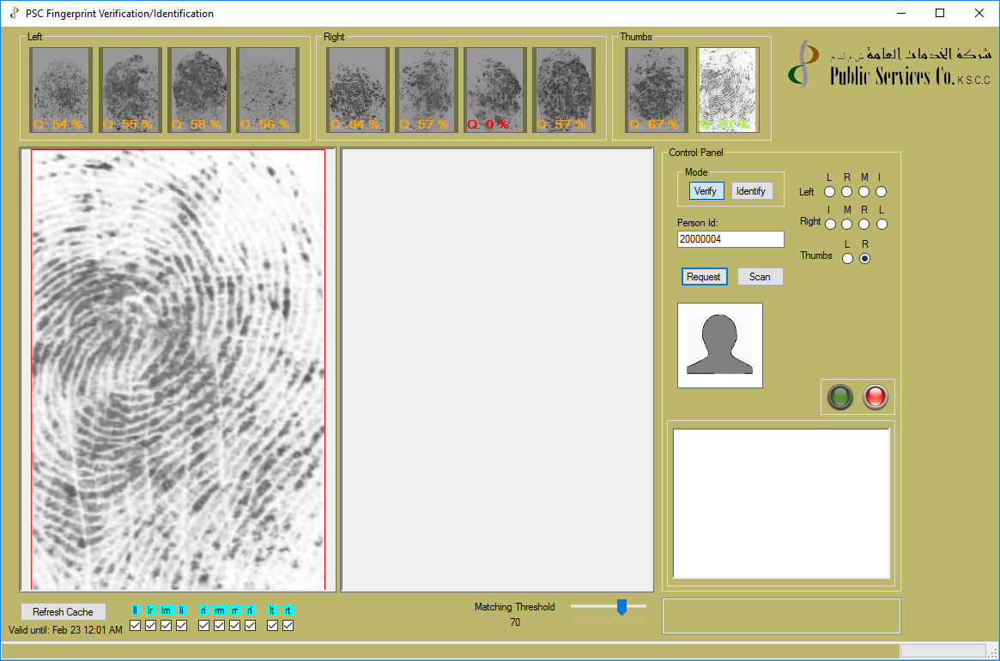 PSC Fingerprint Verification/Identification
Left
Right
Thumbs
Q: 54 %
Q: 55 %
Q: 58 %
Q: 56 %
Q: 64 %
Q: 57 %
Q: 0 %
Q: 57 %
Q: 67 %
Q: 81 %
شركة الخدمات العامة ش.م.ك.م
Public Services Co. K.S.C.C
Control Panel
Mode
Verify
Identify
L R M I
Left
I M R L
Right
L R
Thumbs
Person Id:
20000004
Request
Scan
Refresh Cache
Valid until: Feb 23 12:01 AM
ll lr lm li ri rm rr rl lt rt
Matching Threshold
70